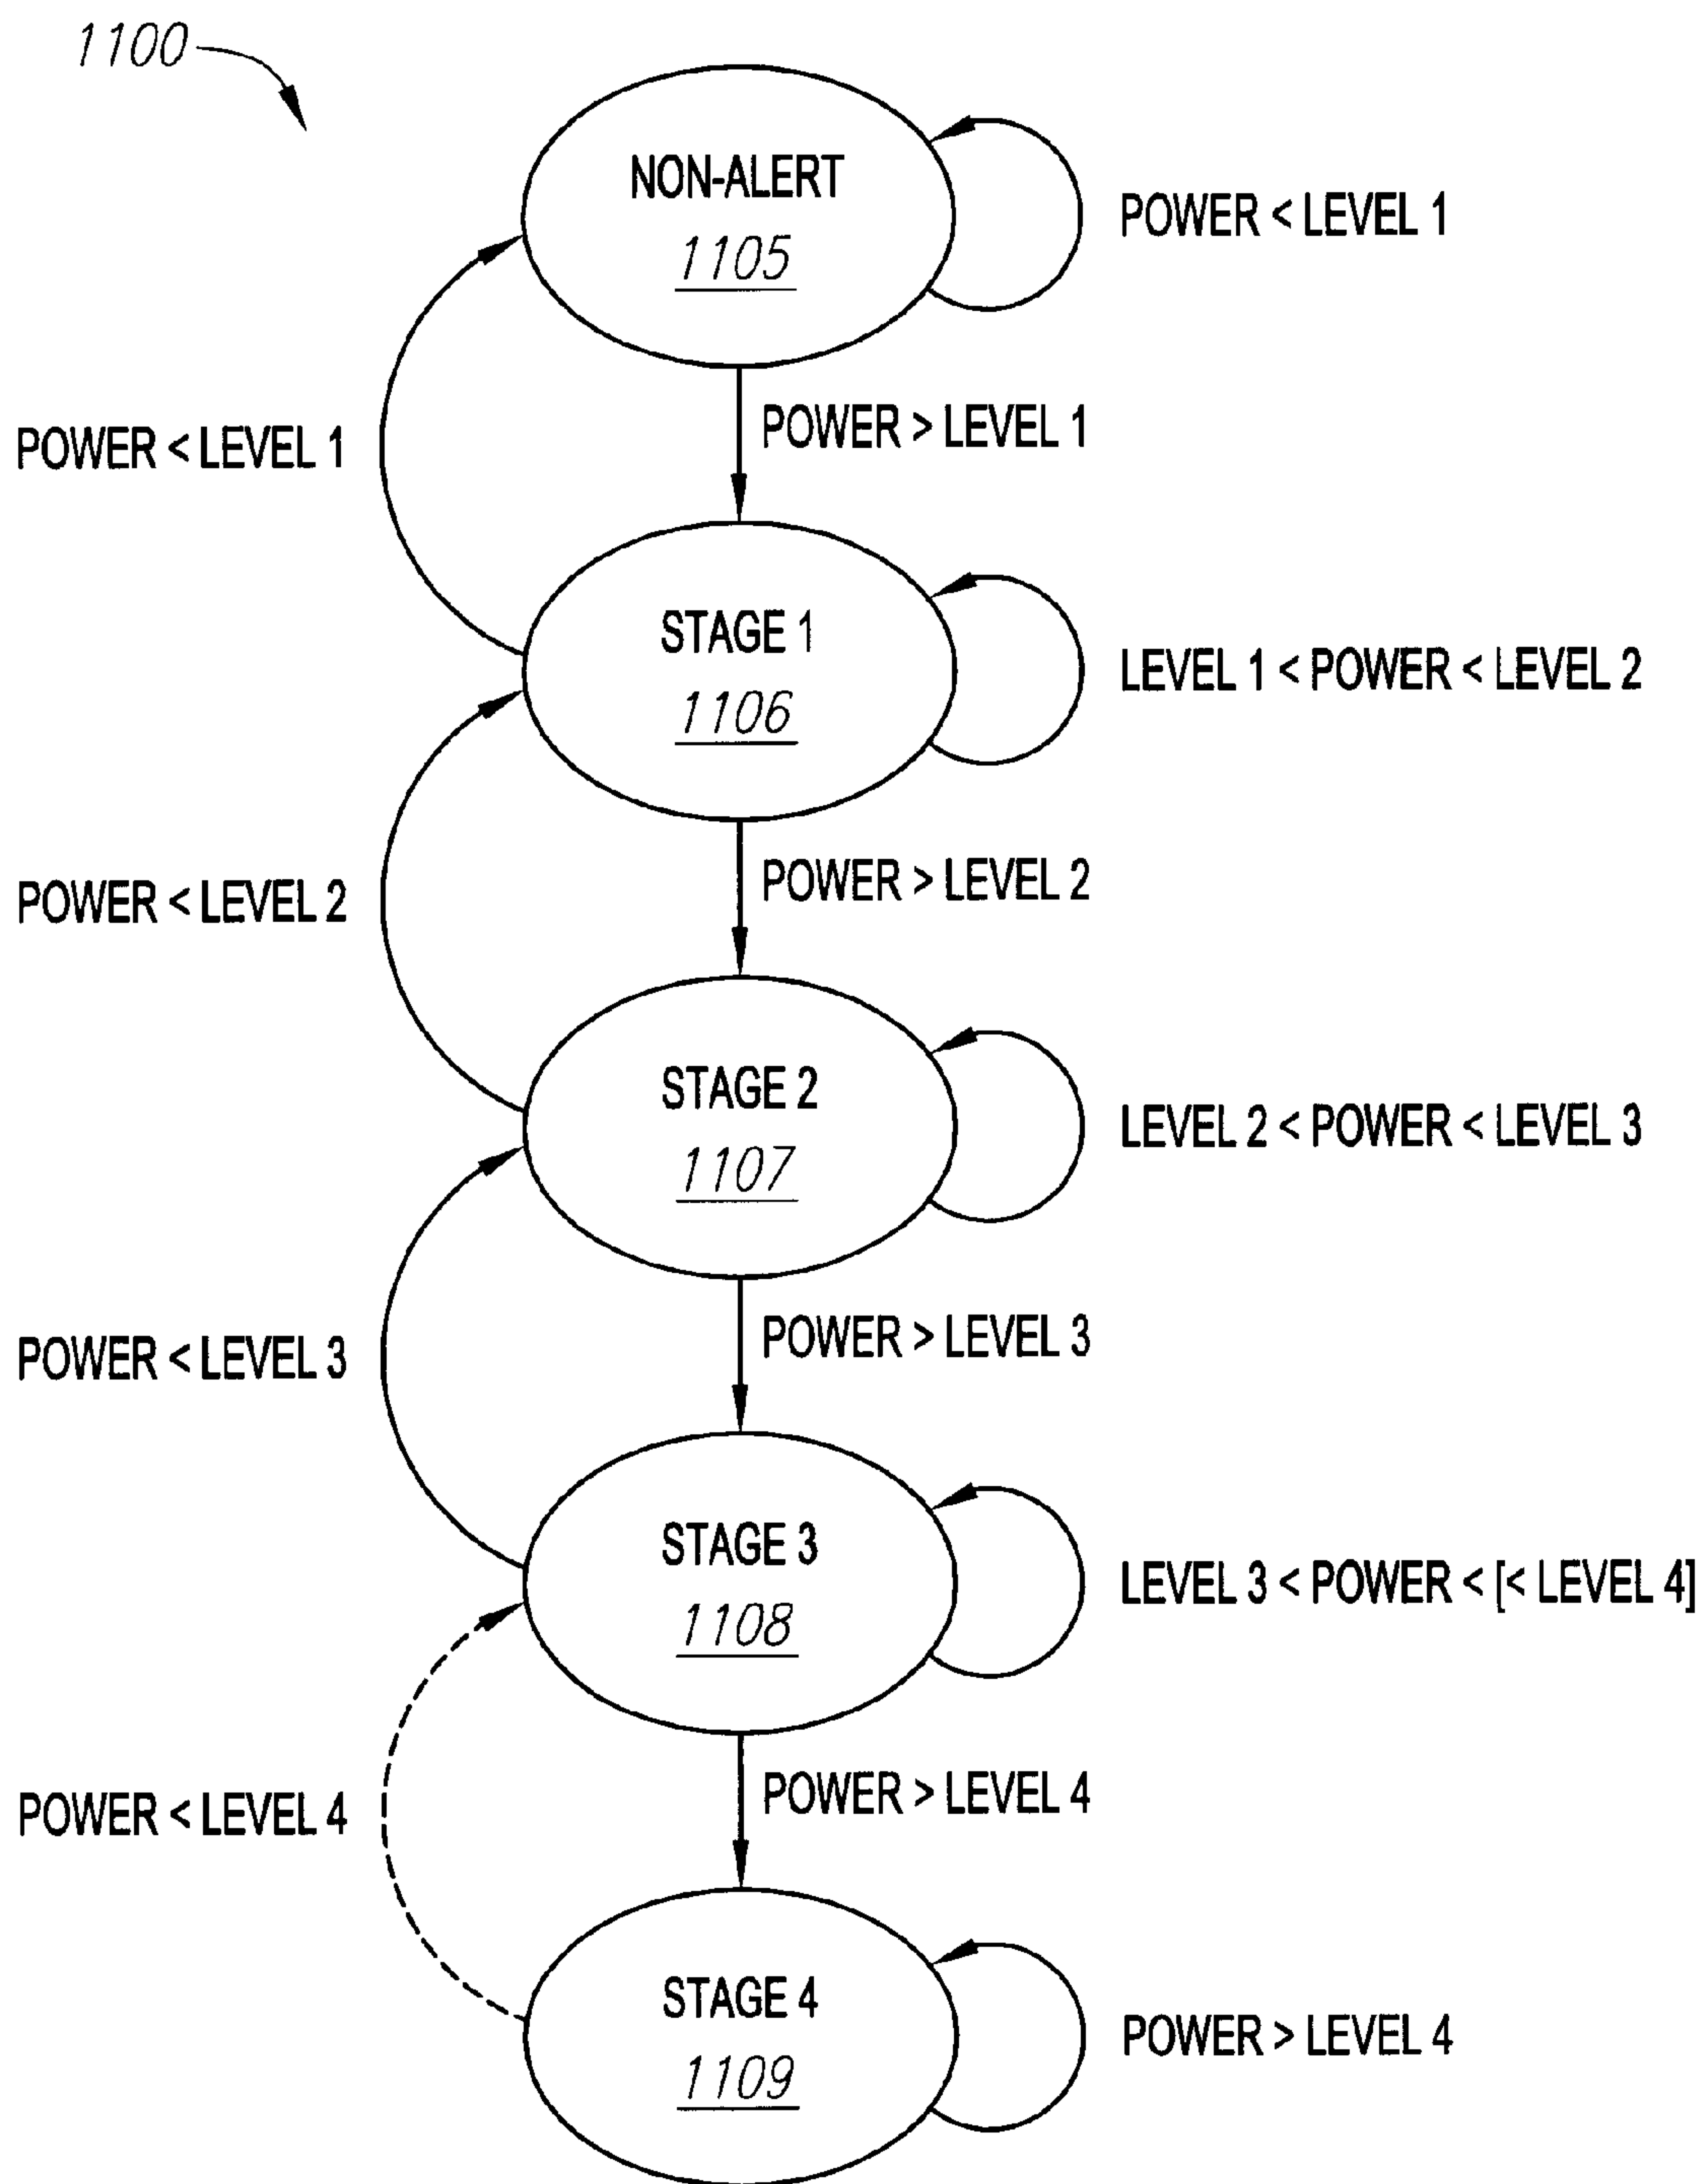 1100
NON-ALERT
1105
POWER < LEVEL 1
POWER < LEVEL 1
POWER > LEVEL 1
STAGE 1
1106
LEVEL 1 < POWER < LEVEL 2
POWER < LEVEL 2
POWER > LEVEL 2
STAGE 2
1107
LEVEL 2 < POWER < LEVEL 3
POWER < LEVEL 3
POWER > LEVEL 3
STAGE 3
1108
LEVEL 3 < POWER < [< LEVEL 4]
POWER < LEVEL 4
POWER > LEVEL 4
STAGE 4
1109
POWER > LEVEL 4